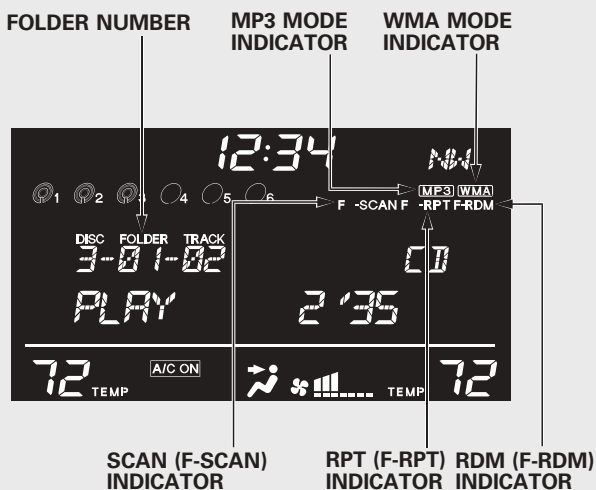 FOLDER NUMBER
MP3 MODE INDICATOR
WMA MODE INDICATOR
12:34
NW
1 2 3 4 5 6
MP3 WMA
F -SCAN F -RPT F-RDM
DISC FOLDER TRACK
3-01-02
CD
PLAY
2 '35
72 TEMP
A/C ON
TEMP 72
SCAN (F-SCAN) INDICATOR
RPT (F-RPT) INDICATOR
RDM (F-RDM) INDICATOR